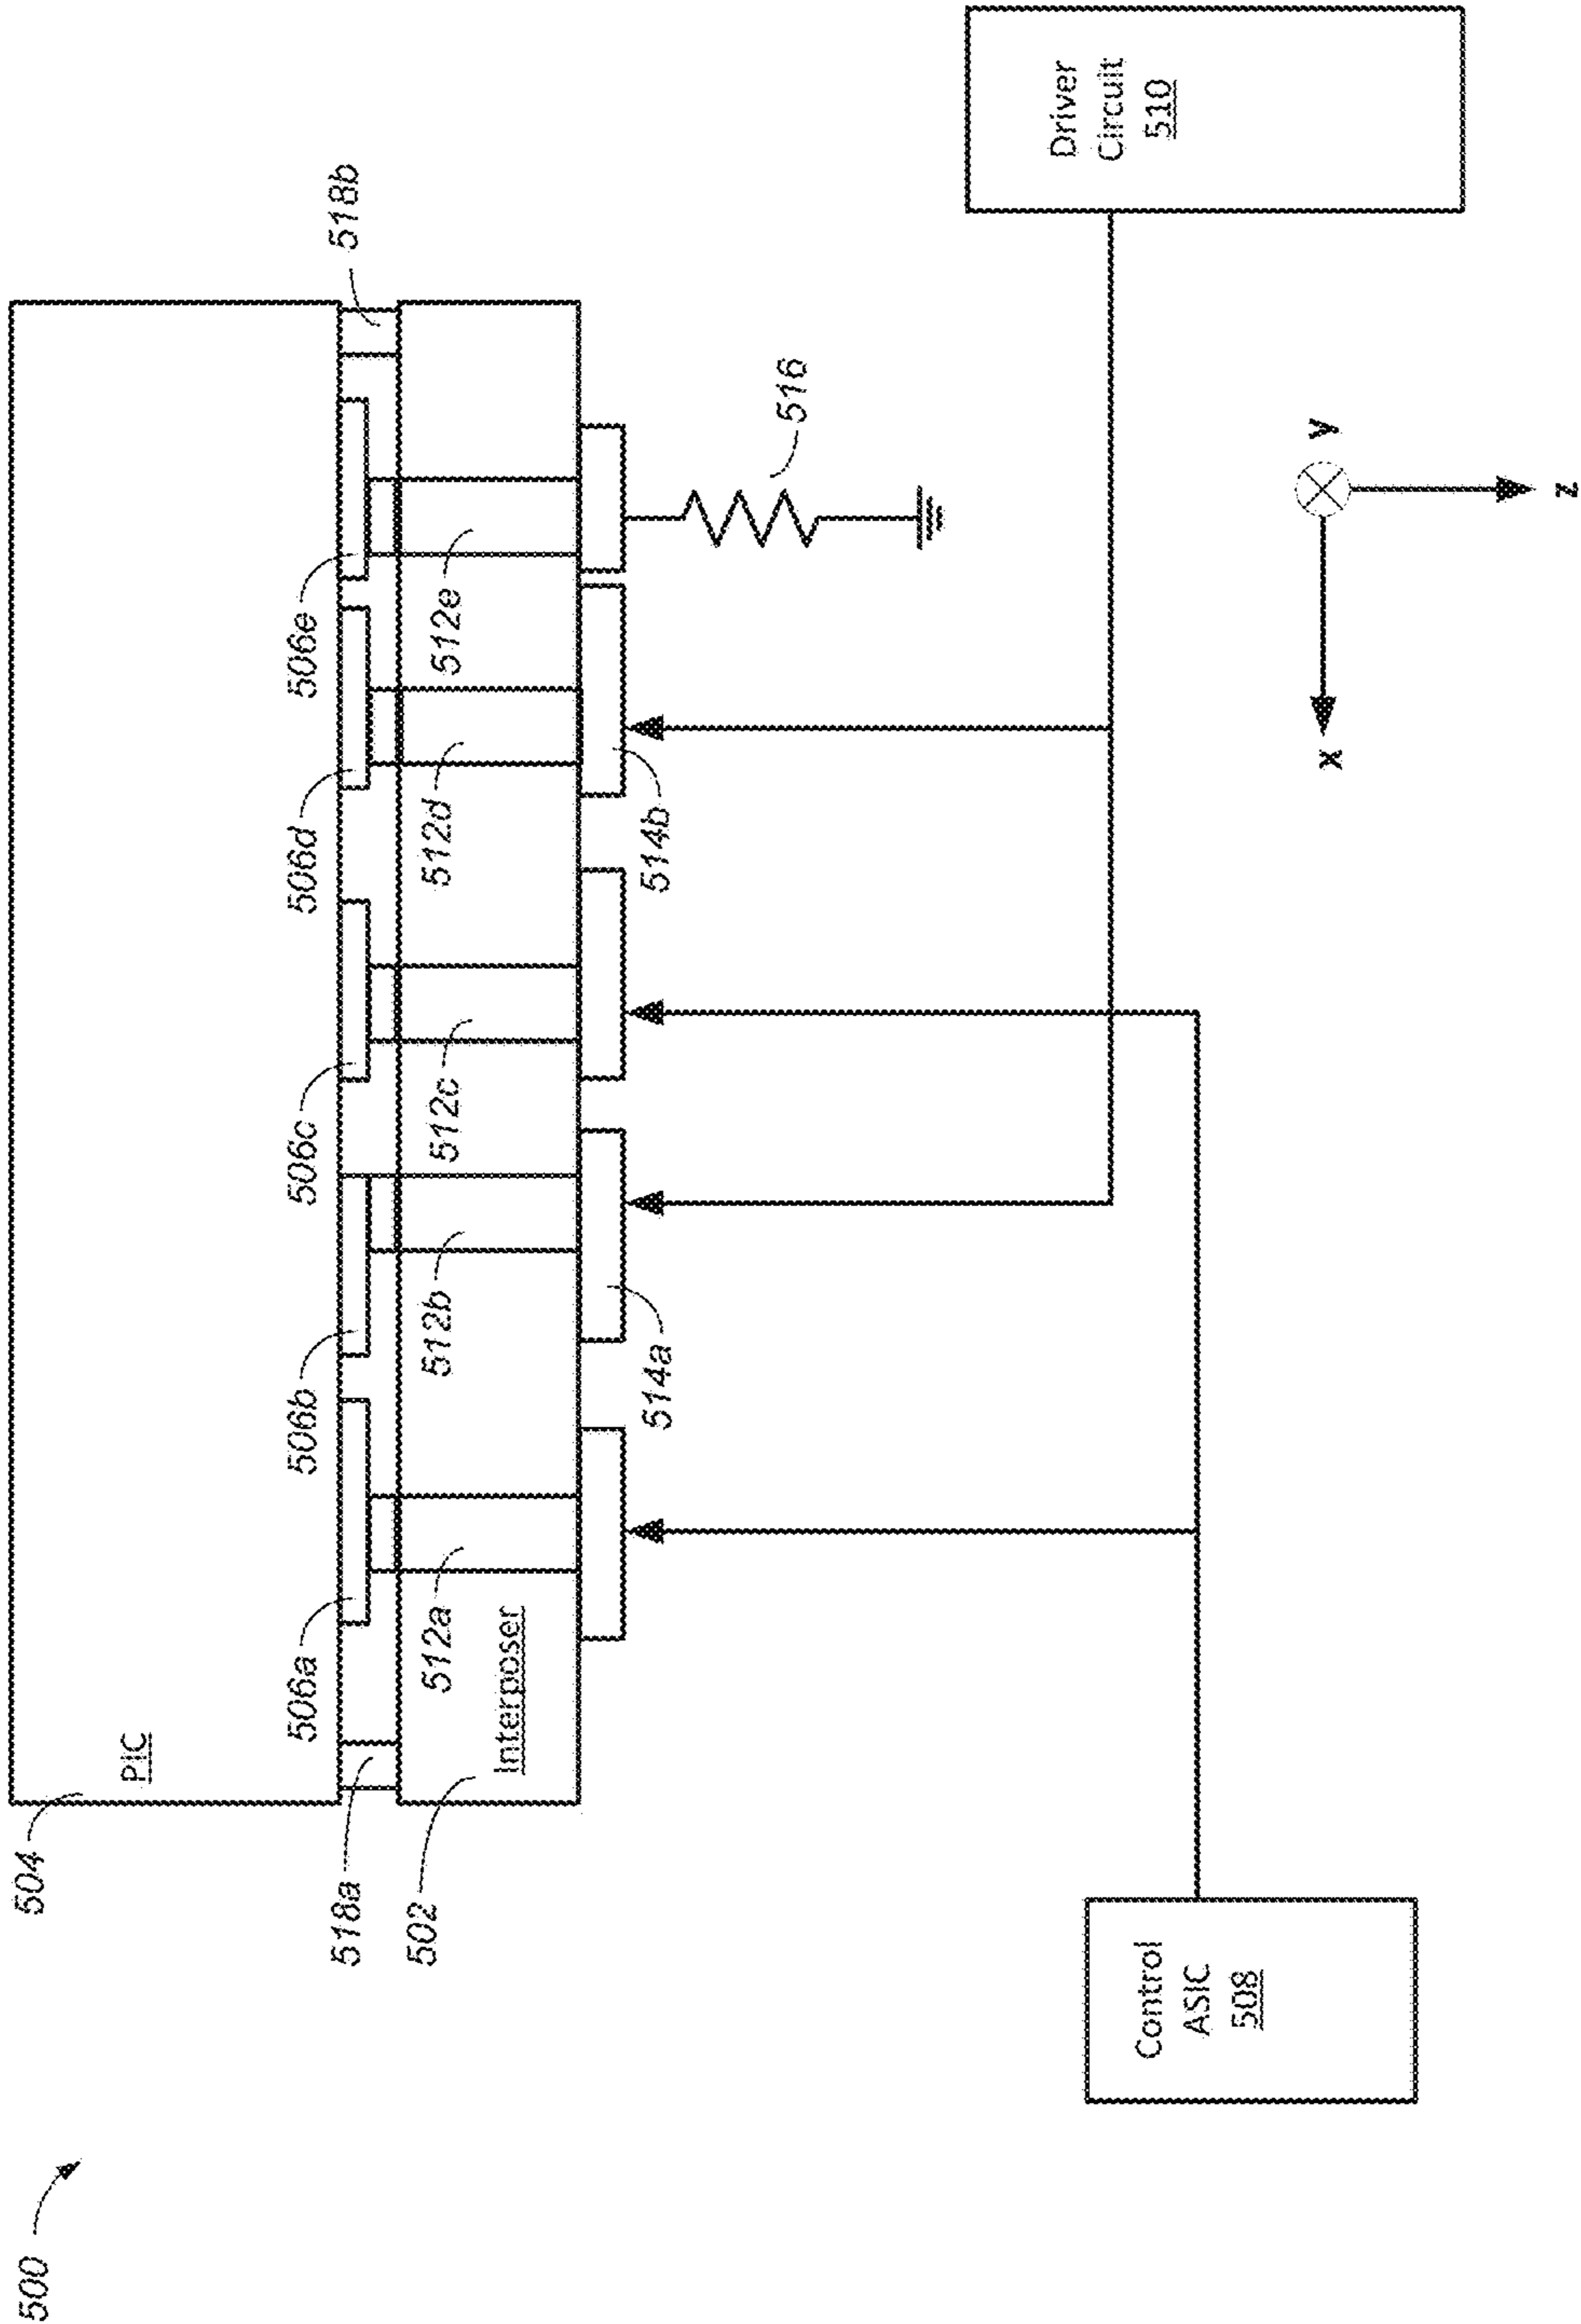 500
504
PIC
506a
506b
506c
506d
506e
518a
518b
502
512a
512b
512c
512d
512e
Interposer
514a
514b
516
Driver
Circuit
510
Control
ASIC
508
x
y
z